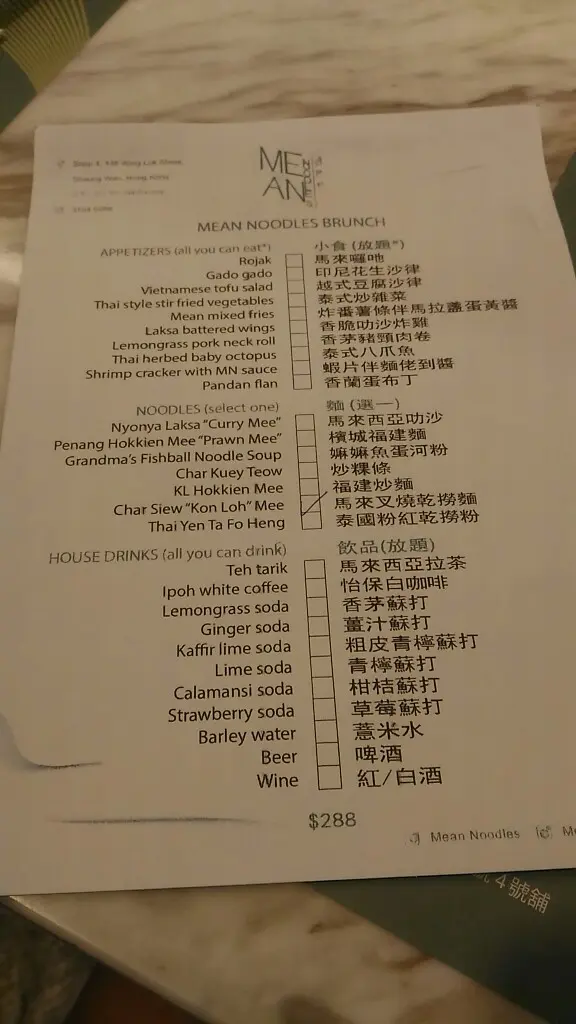 MEAN
NOODLES
MEAN NOODLES BRUNCH
APPETIZERS (all you can eat*) 小食 (放題*)
Rojak 馬來囉吔
Gado gado 印尼花生沙律
Vietnamese tofu salad 越式豆腐沙律
Thai style stir fried vegetables 泰式炒雜菜
Mean mixed fries 炸番薯條伴馬拉盞蛋黃醬
Laksa battered wings 香脆叻沙炸雞
Lemongrass pork neck roll 香茅豬頸肉卷
Thai herbed baby octopus 泰式八爪魚
Shrimp cracker with MN sauce 蝦片伴麵佬到醬
Pandan flan 香蘭蛋布丁
NOODLES (select one) 麵 (選一)
Nyonya Laksa "Curry Mee" 馬來西亞叻沙
Penang Hokkien Mee "Prawn Mee" 檳城福建麵
Grandma's Fishball Noodle Soup 嫲嫲魚蛋河粉
Char Kuey Teow 炒粿條
KL Hokkien Mee 福建炒麵
Char Siew "Kon Loh" Mee 馬來叉燒乾撈麵
Thai Yen Ta Fo Heng 泰國粉紅乾撈粉
HOUSE DRINKS (all you can drink) 飲品(放題)
Teh tarik 馬來西亞拉茶
Ipoh white coffee 怡保白咖啡
Lemongrass soda 香茅蘇打
Ginger soda 薑汁蘇打
Kaffir lime soda 粗皮青檸蘇打
Lime soda 青檸蘇打
Calamansi soda 柑桔蘇打
Strawberry soda 草莓蘇打
Barley water 薏米水
Beer 啤酒
Wine 紅/白酒
$288
Mean Noodles
4號舖